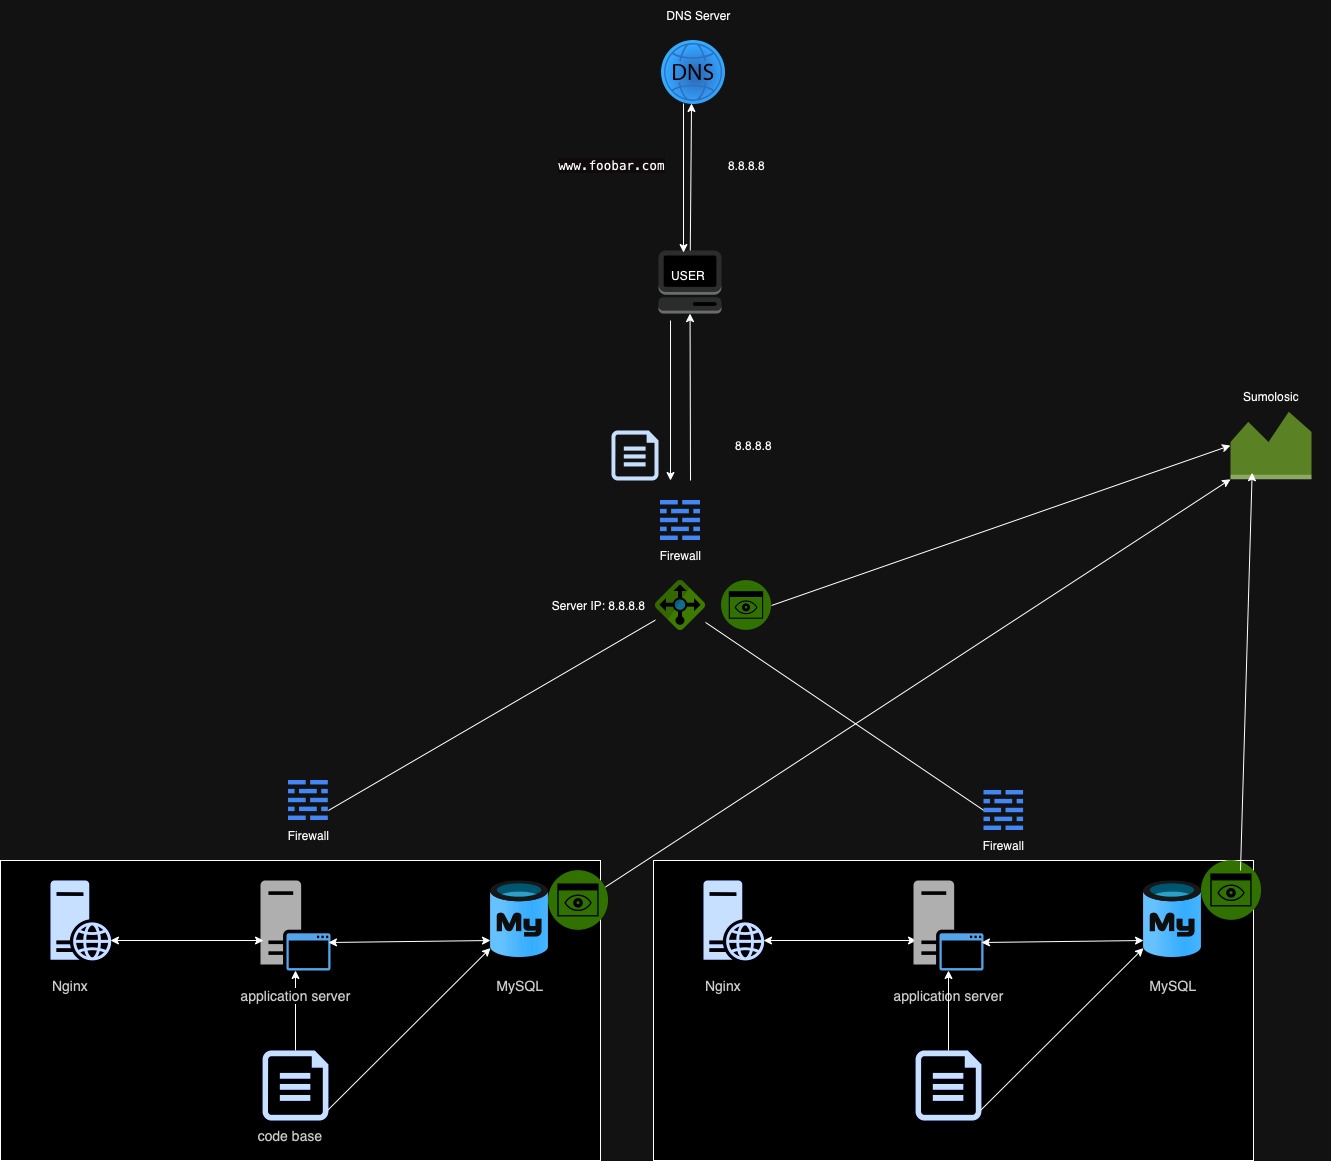 DNS Server
DNS
www.foobar.com
8.8.8.8
USER
Sumolosic
8.8.8.8
Firewall
Server IP: 8.8.8.8
Firewall
Firewall
My
My
Nginx
application server
MySQL
Nginx
application server
MySQL
code base